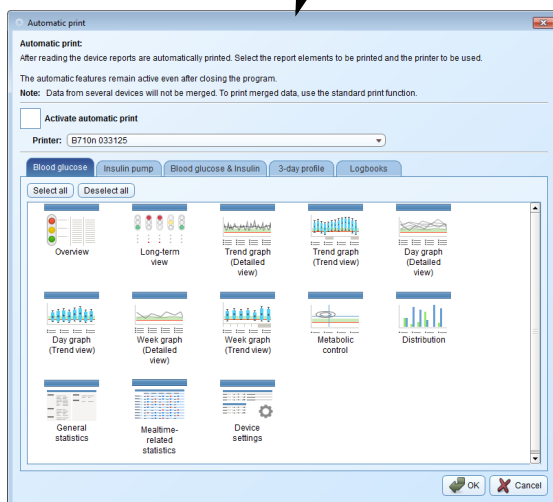 Automatic print
Automatic print:
After reading the device reports are automatically printed. Select the report elements to be printed and the printer to be used.
The automatic features remain active even after closing the program.
Note: Data from several devices will not be merged. To print merged data, use the standard print function.
Activate automatic print
Printer: B710n 033125
Blood glucose Insulin pump Blood glucose & Insulin 3-day profile Logbooks
Select all Deselect all
Overview
Long-term
view
Trend graph
(Detailed
view)
Trend graph
(Trend view)
Day graph
(Detailed
view)
Day graph
(Trend view)
Week graph
(Detailed
view)
Week graph
(Trend view)
Metabolic
control
Distribution
General
statistics
Mealtime-
related
statistics
Device
settings
OK Cancel